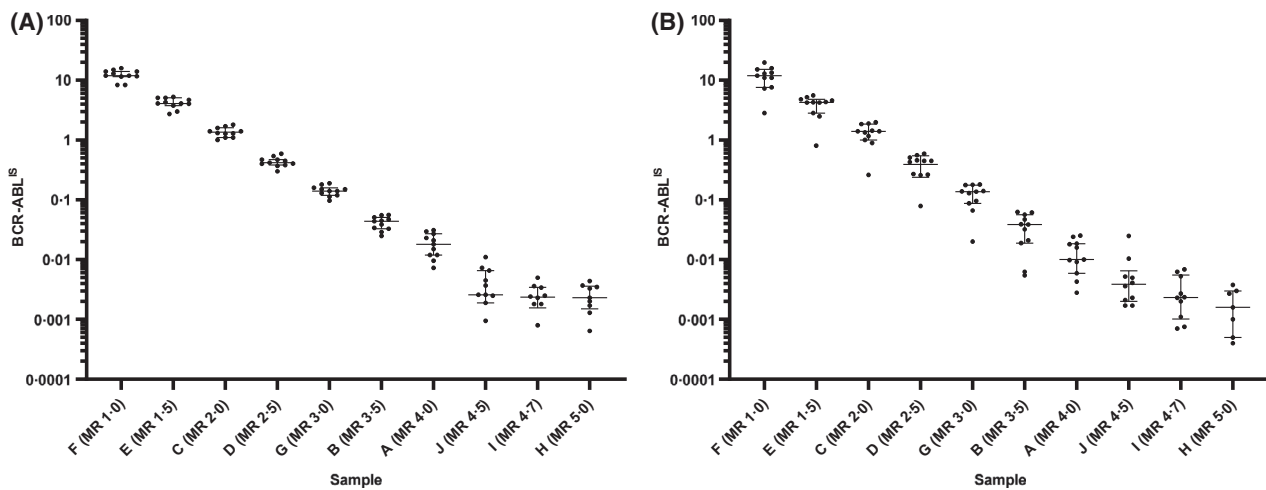 (A)
BCR-ABLIS
100
10
1
0·1
0·01
0·001
0·0001
F (MR 1·0)
E (MR 1·5)
C (MR 2·0)
D (MR 2·5)
G (MR 3·0)
B (MR 3·5)
A (MR 4·0)
J (MR 4·5)
I (MR 4·7)
H (MR 5·0)
Sample
(B)
BCR-ABLIS
100
10
1
0·1
0·01
0·001
0·0001
F (MR 1·0)
E (MR 1·5)
C (MR 2·0)
D (MR 2·5)
G (MR 3·0)
B (MR 3·5)
A (MR 4·0)
J (MR 4·5)
I (MR 4·7)
H (MR 5·0)
Sample